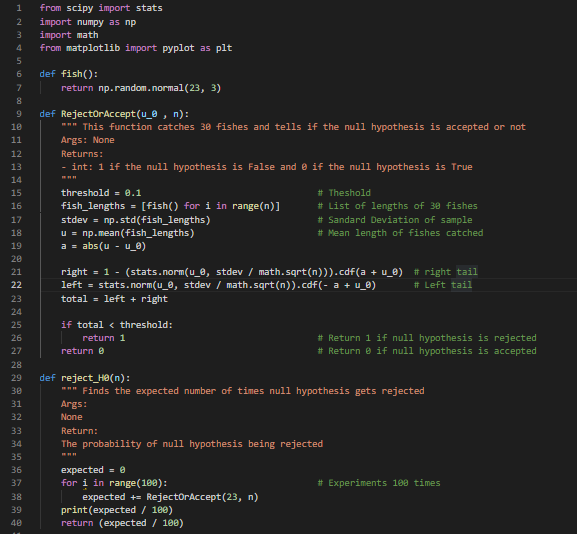 1 from scipy import stats
2 import numpy as np
3 import math
4 from matplotlib import pyplot as plt
5
6 def fish():
7     return np.random.normal(23, 3)
8
9 def RejectOrAccept(u_0 , n):
10     """ This function catches 30 fishes and tells if the null hypothesis is accepted or not
11     Args: None
12     Returns:
13     - int: 1 if the null hypothesis is False and 0 if the null hypothesis is True
14     """
15     threshold = 0.1                              # Theshold
16     fish_lengths = [fish() for i in range(n)]    # List of lengths of 30 fishes
17     stdev = np.std(fish_lengths)                 # Sandard Deviation of sample
18     u = np.mean(fish_lengths)                    # Mean length of fishes catched
19     a = abs(u - u_0)
20
21     right = 1 - (stats.norm(u_0, stdev / math.sqrt(n))).cdf(a + u_0)  # right tail
22     left = stats.norm(u_0, stdev / math.sqrt(n)).cdf(- a + u_0)       # Left tail
23     total = left + right
24
25     if total < threshold:
26         return 1                                 # Return 1 if null hypothesis is rejected
27     return 0                                     # Return 0 if null hypothesis is accepted
28
29 def reject_H0(n):
30     """ Finds the expected number of times null hypothesis gets rejected
31     Args:
32     None
33     Return:
34     The probability of null hypothesis being rejected
35     """
36     expected = 0
37     for i in range(100):                         # Experiments 100 times
38         expected += RejectOrAccept(23, n)
39     print(expected / 100)
40     return (expected / 100)